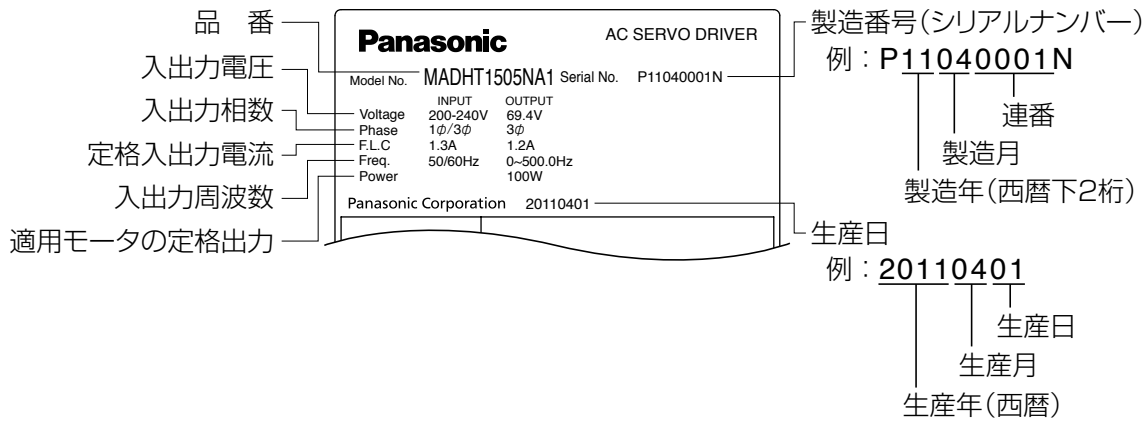 品　番
入出力電圧
入出力相数
定格入出力電流
入出力周波数
適用モータの定格出力
Panasonic AC SERVO DRIVER
Model No. MADHT1505NA1 Serial No. P11040001N
INPUT OUTPUT
Voltage 200-240V 69.4V
Phase 1φ/3φ 3φ
F.L.C 1.3A 1.2A
Freq. 50/60Hz 0~500.0Hz
Power 100W
Panasonic Corporation 20110401
製造番号(シリアルナンバー)
例：P11040001N
連番
製造月
製造年(西暦下2桁)
生産日
例：20110401
生産日
生産月
生産年(西暦)